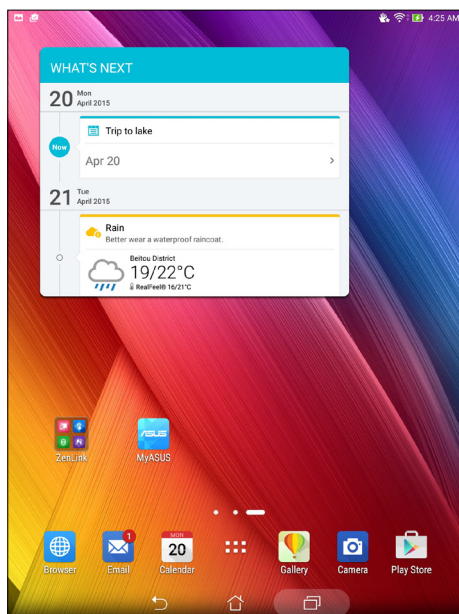 4:25 AM
WHAT'S NEXT
20 Mon
April 2015
Now
Trip to lake
Apr 20
21 Tue
April 2015
Rain
Better wear a waterproof raincoat.
Beitou District
19/22°C
RealFeel® 16/21°C
ZenLink
/SUS
MyASUS
1
MON
20
Browser
Email
Calendar
Gallery
Camera
Play Store